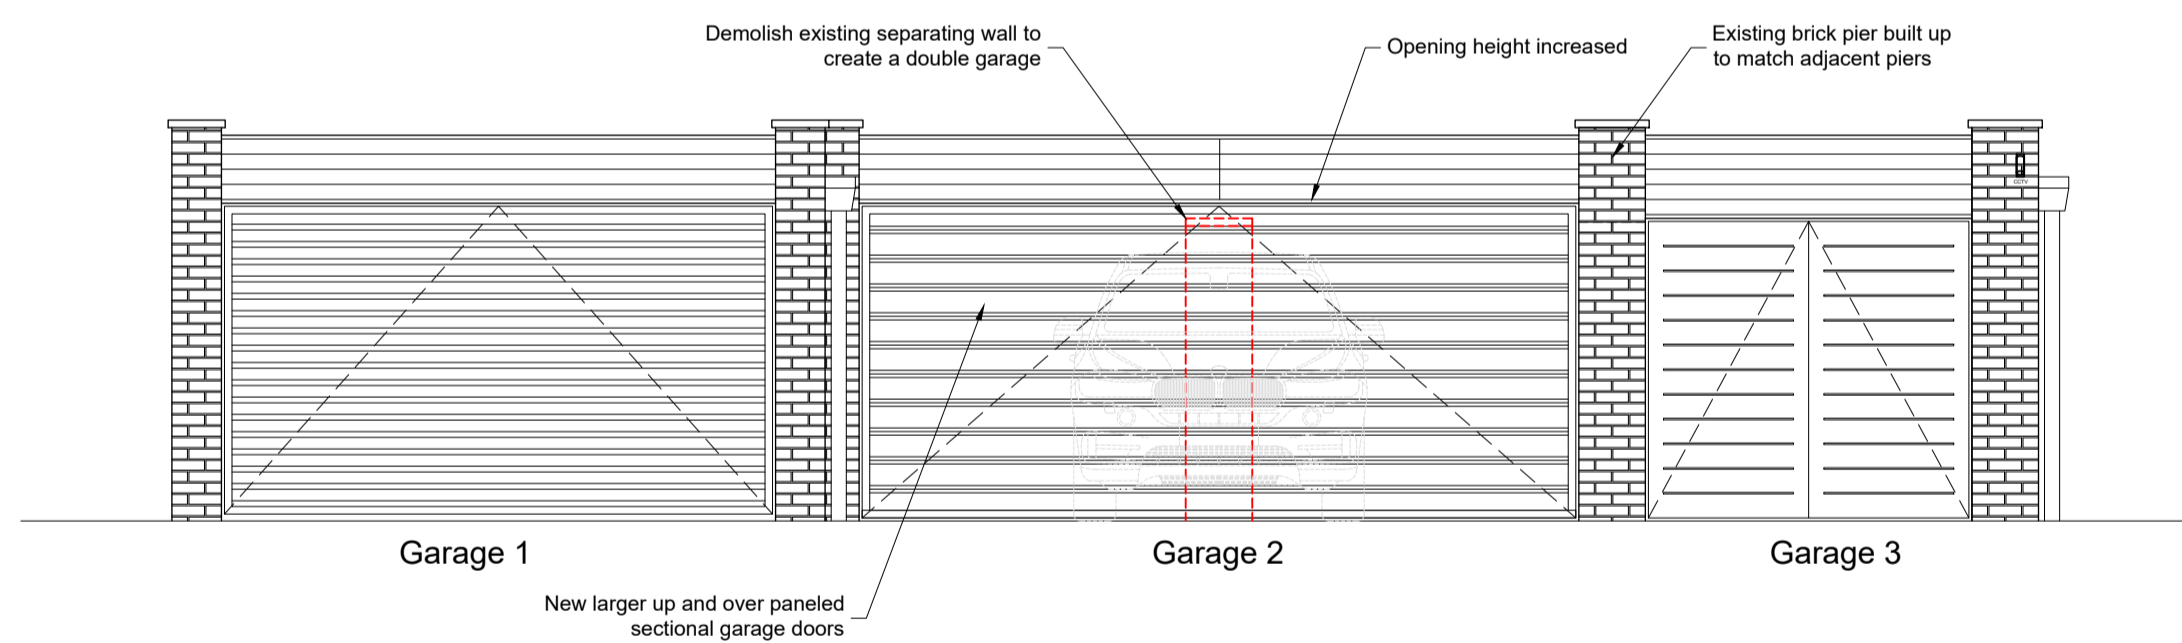 Demolish existing separating wall to
create a double garage
Opening height increased
Existing brick pier built up
to match adjacent piers
CCTV
Garage 1
Garage 2
Garage 3
New larger up and over paneled
sectional garage doors